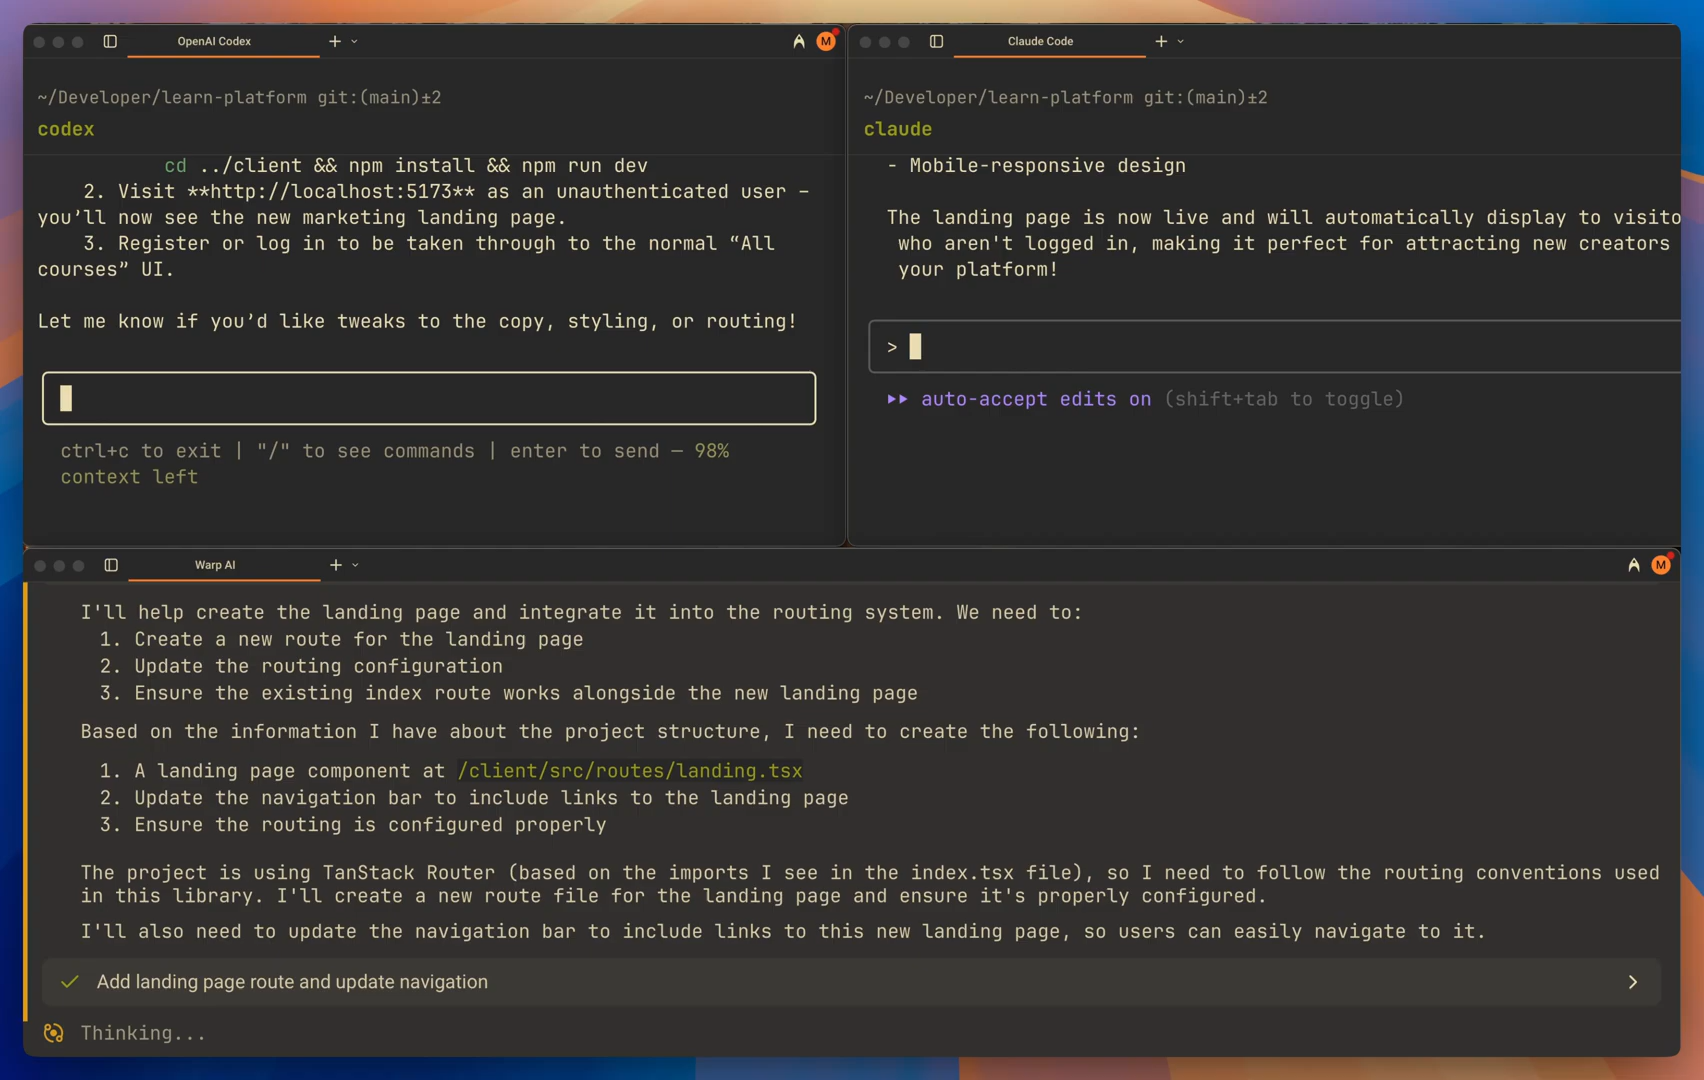 OpenAI Codex
M
~/Developer/learn-platform git:(main)±2
codex
cd ../client && npm install && npm run dev
2. Visit **http://localhost:5173** as an unauthenticated user –
you’ll now see the new marketing landing page.
3. Register or log in to be taken through to the normal “All
courses” UI.
Let me know if you’d like tweaks to the copy, styling, or routing!
ctrl+c to exit | "/" to see commands | enter to send — 98%
context left
Claude Code
~/Developer/learn-platform git:(main)±2
claude
- Mobile-responsive design
The landing page is now live and will automatically display to visito
who aren't logged in, making it perfect for attracting new creators
your platform!
>
auto-accept edits on (shift+tab to toggle)
Warp AI
M
I'll help create the landing page and integrate it into the routing system. We need to:
1. Create a new route for the landing page
2. Update the routing configuration
3. Ensure the existing index route works alongside the new landing page
Based on the information I have about the project structure, I need to create the following:
1. A landing page component at /client/src/routes/landing.tsx
2. Update the navigation bar to include links to the landing page
3. Ensure the routing is configured properly
The project is using TanStack Router (based on the imports I see in the index.tsx file), so I need to follow the routing conventions used
in this library. I'll create a new route file for the landing page and ensure it's properly configured.
I'll also need to update the navigation bar to include links to this new landing page, so users can easily navigate to it.
Add landing page route and update navigation
Thinking...